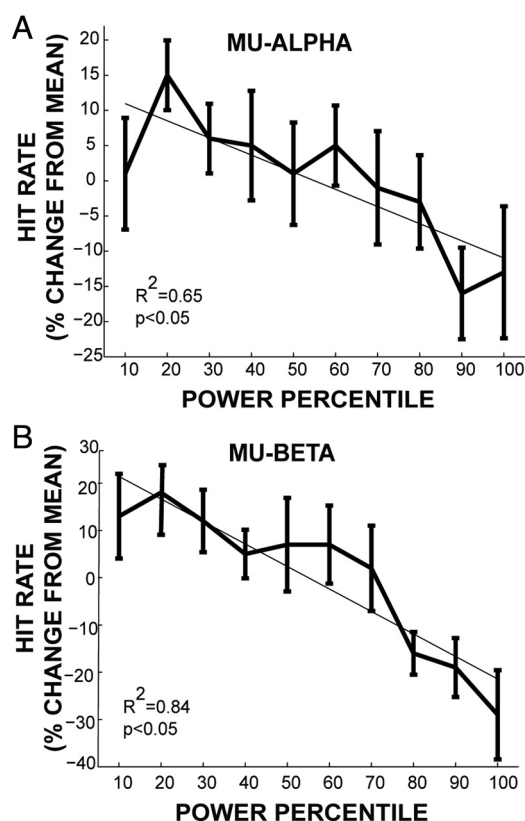 A
MU-ALPHA
HIT RATE
(% CHANGE FROM MEAN)
20
15
10
5
0
−5
−10
−15
−20
−25
R²=0.65
p<0.05
10 20 30 40 50 60 70 80 90 100
POWER PERCENTILE
B
MU-BETA
HIT RATE
(% CHANGE FROM MEAN)
30
20
10
0
−10
−20
−30
−40
R²=0.84
p<0.05
10 20 30 40 50 60 70 80 90 100
POWER PERCENTILE